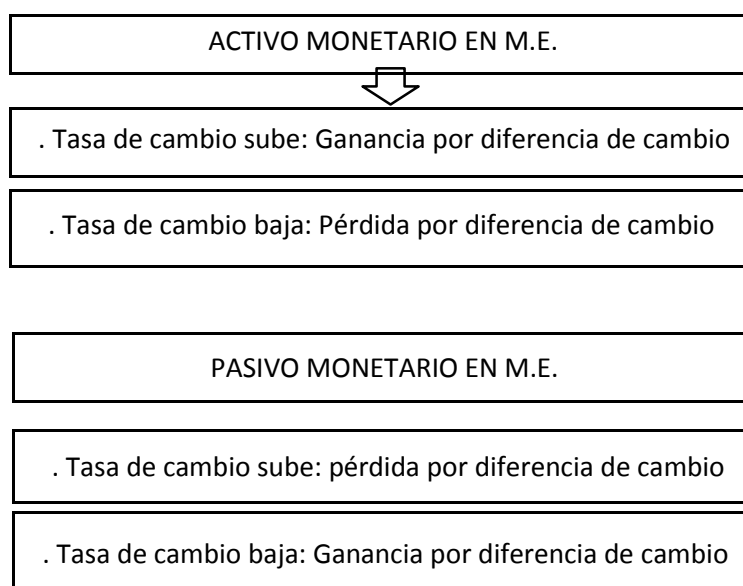 ACTIVO MONETARIO EN M.E.
. Tasa de cambio sube: Ganancia por diferencia de cambio
. Tasa de cambio baja: Pérdida por diferencia de cambio
PASIVO MONETARIO EN M.E.
. Tasa de cambio sube: pérdida por diferencia de cambio
. Tasa de cambio baja: Ganancia por diferencia de cambio